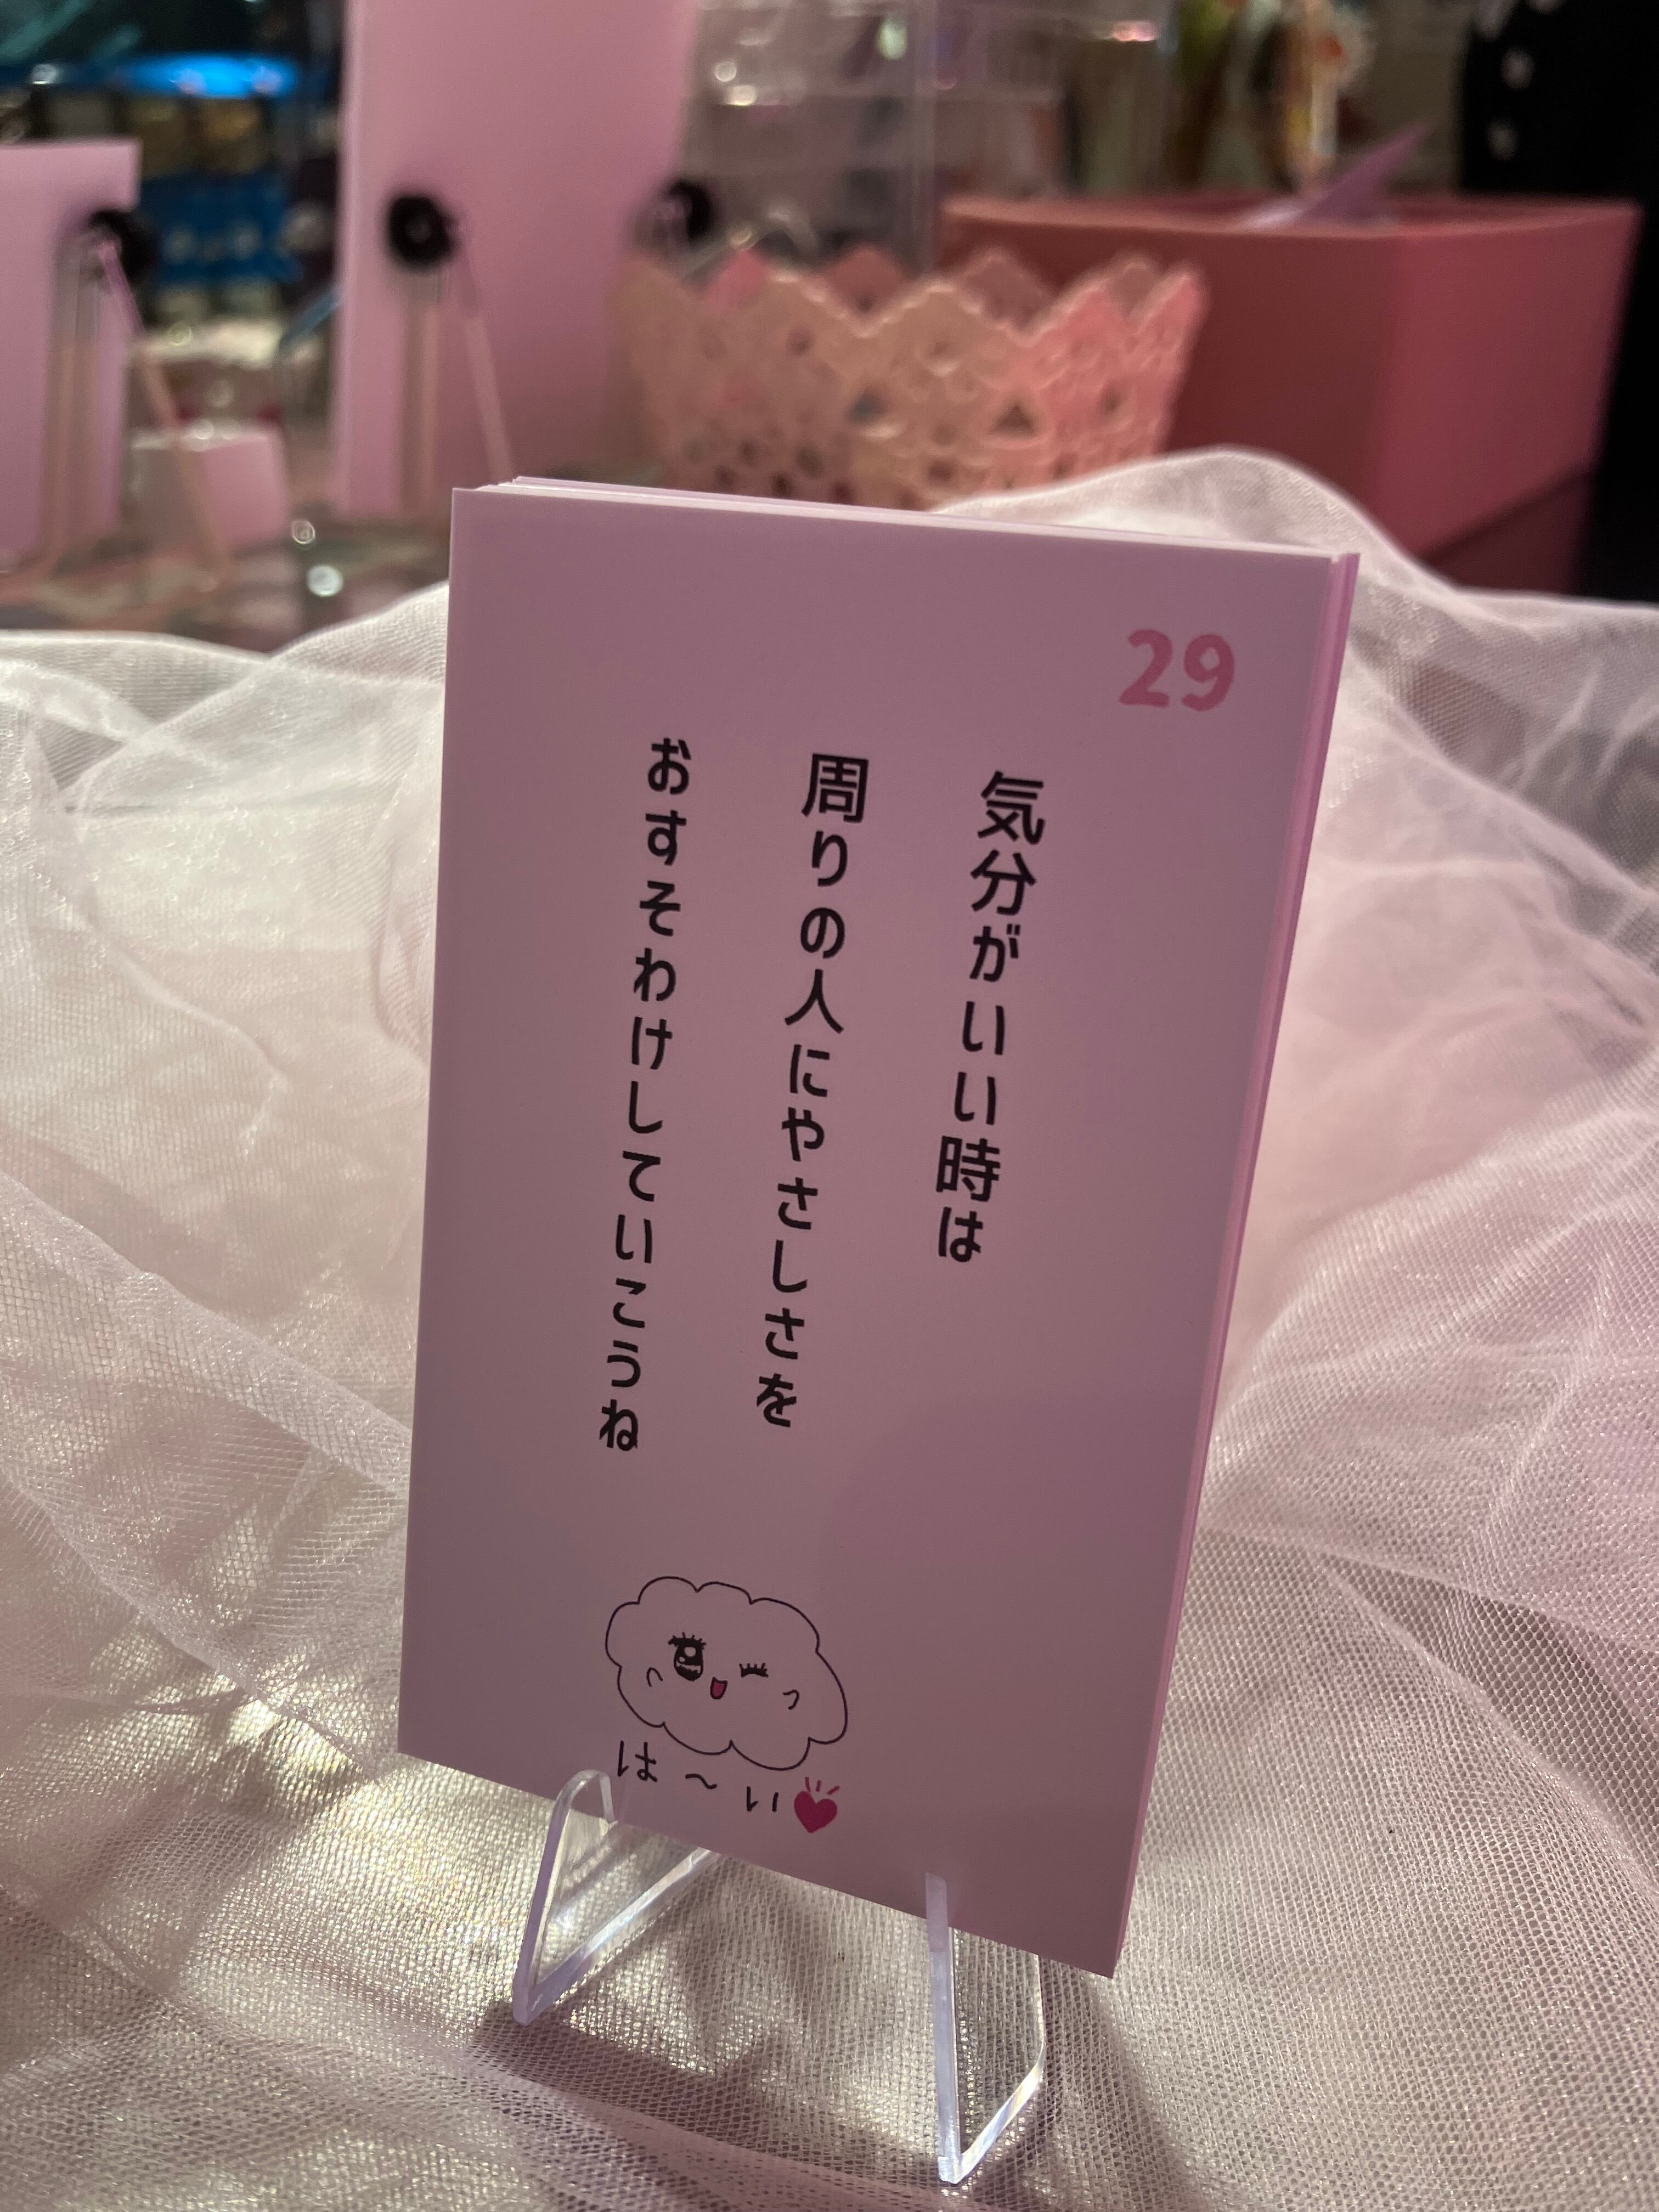 29
気分がいい時は
周りの人にやさしさを
おすそわけしていこうね
は～い